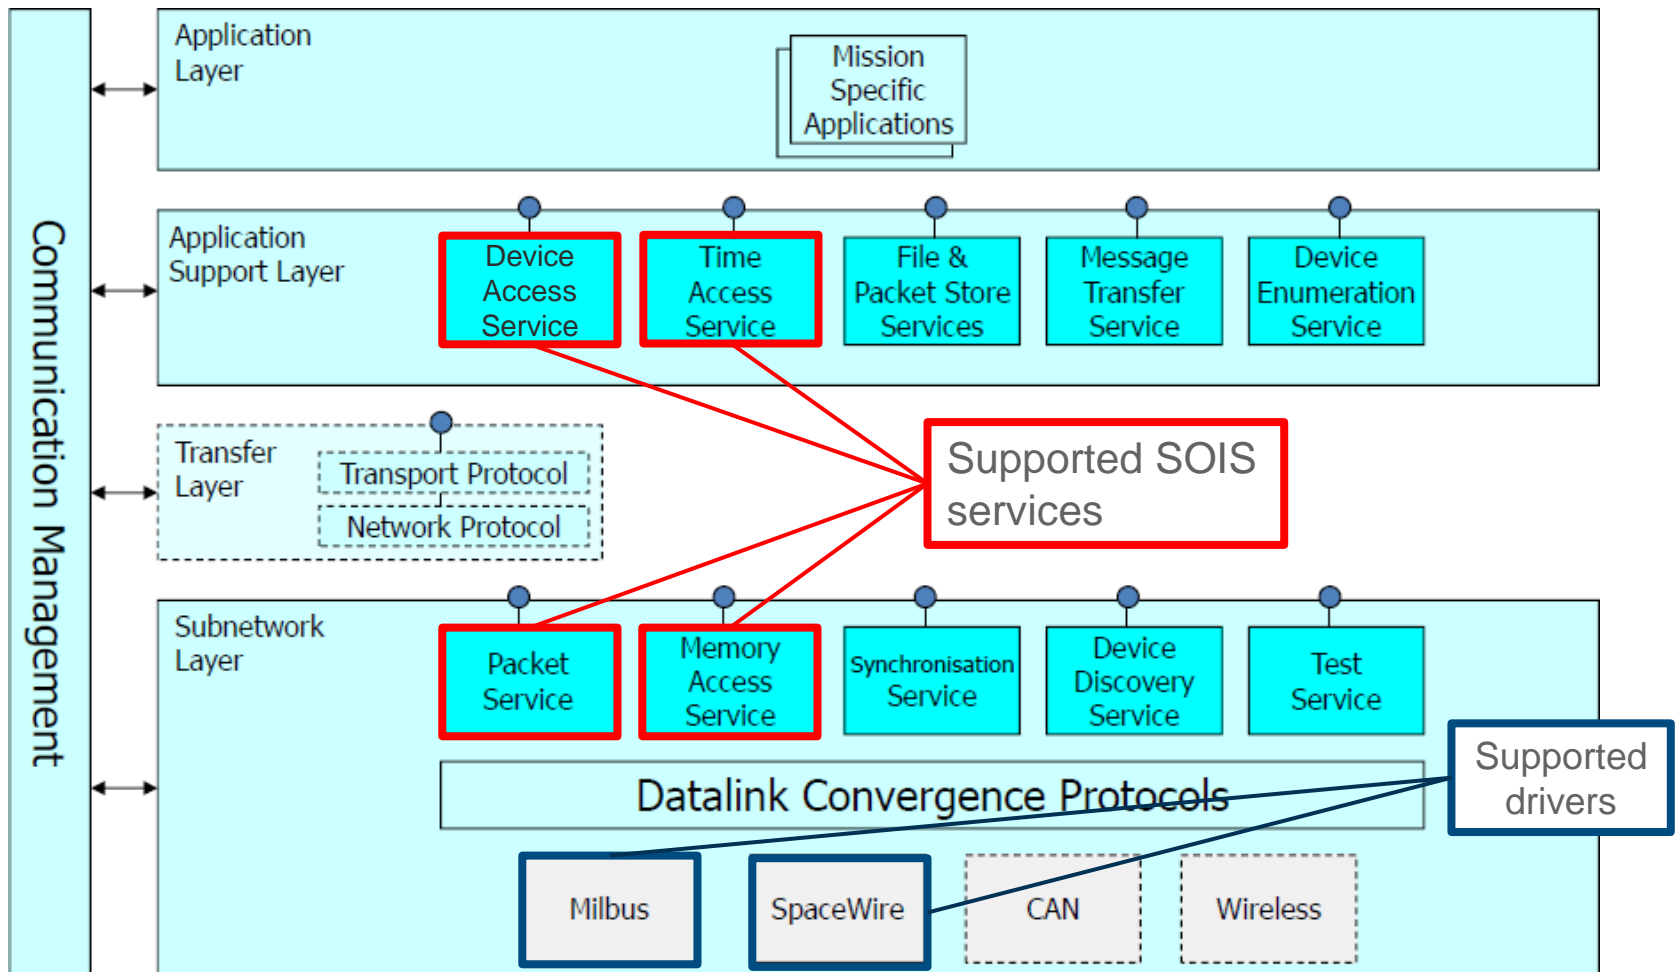 Communication Management
Application
Layer
Mission
Specific
Applications
Application
Support Layer
Device
Access
Service
Time
Access
Service
File &
Packet Store
Services
Message
Transfer
Service
Device
Enumeration
Service
Transfer
Layer
Transport Protocol
Network Protocol
Supported SOIS
services
Subnetwork
Layer
Packet
Service
Memory
Access
Service
Synchronisation
Service
Device
Discovery
Service
Test
Service
Supported
drivers
Datalink Convergence Protocols
Milbus
SpaceWire
CAN
Wireless